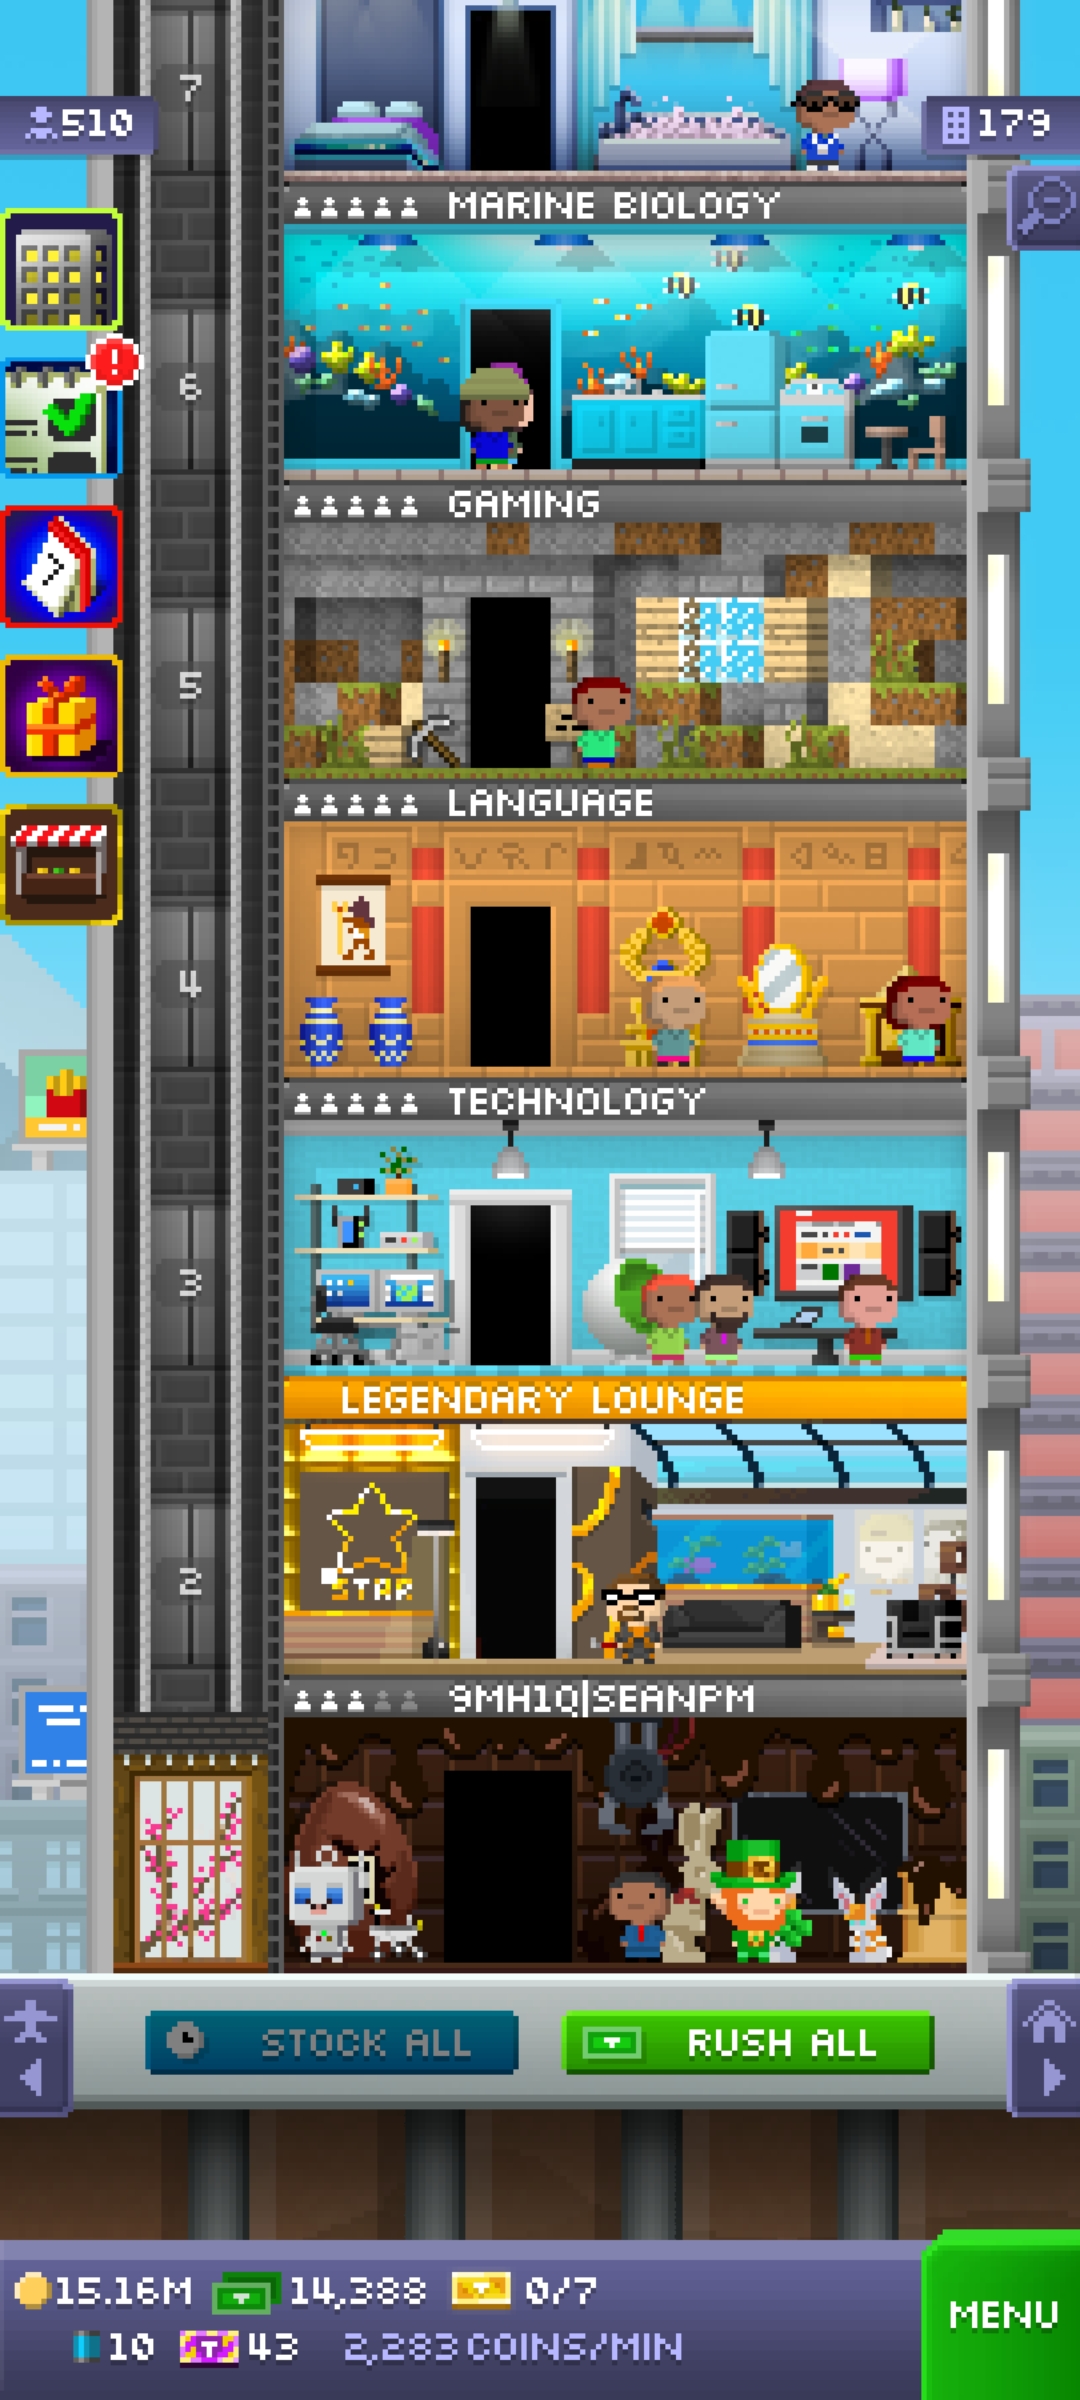 7
510
179
MARINE BIOLOGY
6
GAMING
5
LANGUAGE
4
TECHNOLOGY
3
LEGENDARY LOUNGE
STAR
2
9MH1Q|SEANPM
STOCK ALL
RUSH ALL
15.16M 14,388 0/7
MENU
10 43 2,283 COINS/MIN